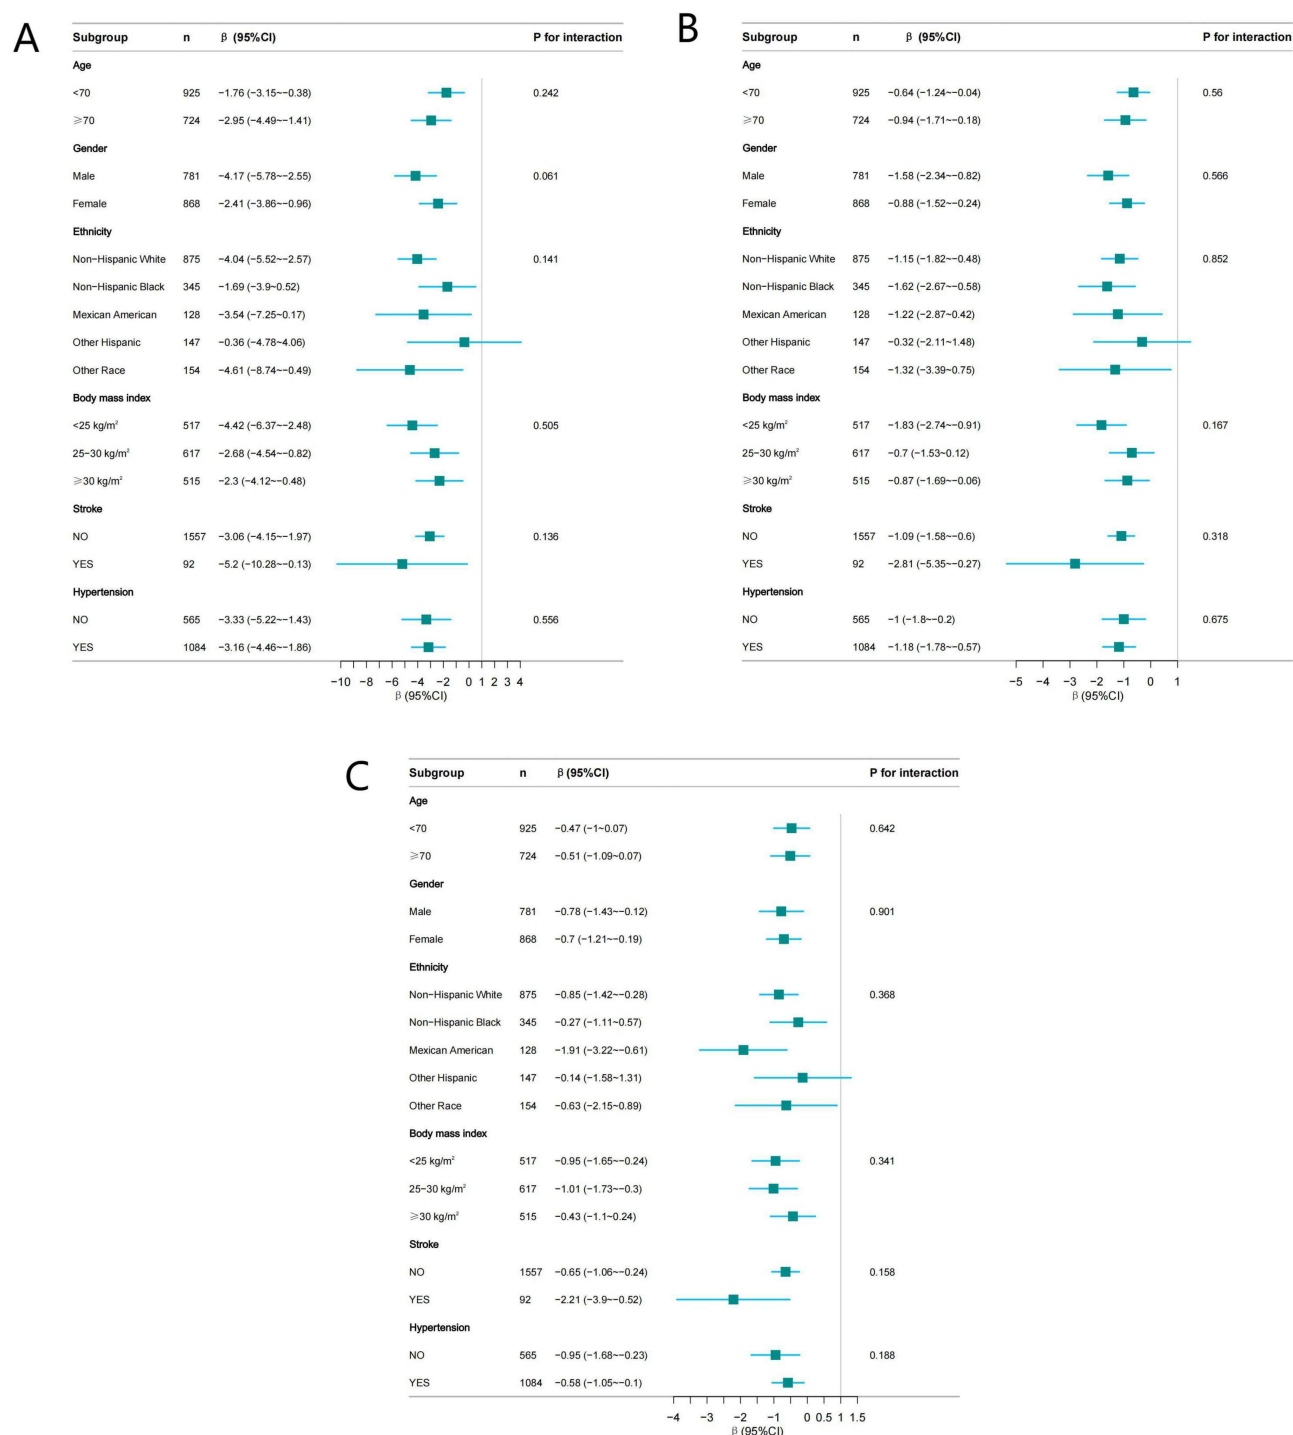 A
Subgroup n β (95%CI) P for interaction
Age
<70 925 −1.76 (−3.15~−0.38) 0.242
⩾70 724 −2.95 (−4.49~−1.41)
Gender
Male 781 −4.17 (−5.78~−2.55) 0.061
Female 868 −2.41 (−3.86~−0.96)
Ethnicity
Non−Hispanic White 875 −4.04 (−5.52~−2.57) 0.141
Non−Hispanic Black 345 −1.69 (−3.9~0.52)
Mexican American 128 −3.54 (−7.25~0.17)
Other Hispanic 147 −0.36 (−4.78~4.06)
Other Race 154 −4.61 (−8.74~−0.49)
Body mass index
<25 kg/m² 517 −4.42 (−6.37~−2.48) 0.505
25−30 kg/m² 617 −2.68 (−4.54~−0.82)
⩾30 kg/m² 515 −2.3 (−4.12~−0.48)
Stroke
NO 1557 −3.06 (−4.15~−1.97) 0.136
YES 92 −5.2 (−10.28~−0.13)
Hypertension
NO 565 −3.33 (−5.22~−1.43) 0.556
YES 1084 −3.16 (−4.46~−1.86)
−10 −8 −6 −4 −2 0 1 2 3 4
β (95%CI)
B
Subgroup n β (95%CI) P for interaction
Age
<70 925 −0.64 (−1.24~−0.04) 0.56
⩾70 724 −0.94 (−1.71~−0.18)
Gender
Male 781 −1.58 (−2.34~−0.82) 0.566
Female 868 −0.88 (−1.52~−0.24)
Ethnicity
Non−Hispanic White 875 −1.15 (−1.82~−0.48) 0.852
Non−Hispanic Black 345 −1.62 (−2.67~−0.58)
Mexican American 128 −1.22 (−2.87~0.42)
Other Hispanic 147 −0.32 (−2.11~1.48)
Other Race 154 −1.32 (−3.39~0.75)
Body mass index
<25 kg/m² 517 −1.83 (−2.74~−0.91) 0.167
25−30 kg/m² 617 −0.7 (−1.53~0.12)
⩾30 kg/m² 515 −0.87 (−1.69~−0.06)
Stroke
NO 1557 −1.09 (−1.58~−0.6) 0.318
YES 92 −2.81 (−5.35~−0.27)
Hypertension
NO 565 −1 (−1.8~−0.2) 0.675
YES 1084 −1.18 (−1.78~−0.57)
−5 −4 −3 −2 −1 0 1
β (95%CI)
C
Subgroup n β (95%CI) P for interaction
Age
<70 925 −0.47 (−1~0.07) 0.642
⩾70 724 −0.51 (−1.09~0.07)
Gender
Male 781 −0.78 (−1.43~−0.12) 0.901
Female 868 −0.7 (−1.21~−0.19)
Ethnicity
Non−Hispanic White 875 −0.85 (−1.42~−0.28) 0.368
Non−Hispanic Black 345 −0.27 (−1.11~0.57)
Mexican American 128 −1.91 (−3.22~−0.61)
Other Hispanic 147 −0.14 (−1.58~1.31)
Other Race 154 −0.63 (−2.15~0.89)
Body mass index
<25 kg/m² 517 −0.95 (−1.65~−0.24) 0.341
25−30 kg/m² 617 −1.01 (−1.73~−0.3)
⩾30 kg/m² 515 −0.43 (−1.1~0.24)
Stroke
NO 1557 −0.65 (−1.06~−0.24) 0.158
YES 92 −2.21 (−3.9~−0.52)
Hypertension
NO 565 −0.95 (−1.68~−0.23) 0.188
YES 1084 −0.58 (−1.05~−0.1)
−4 −3 −2 −1 0 0.5 1 1.5
β (95%CI)